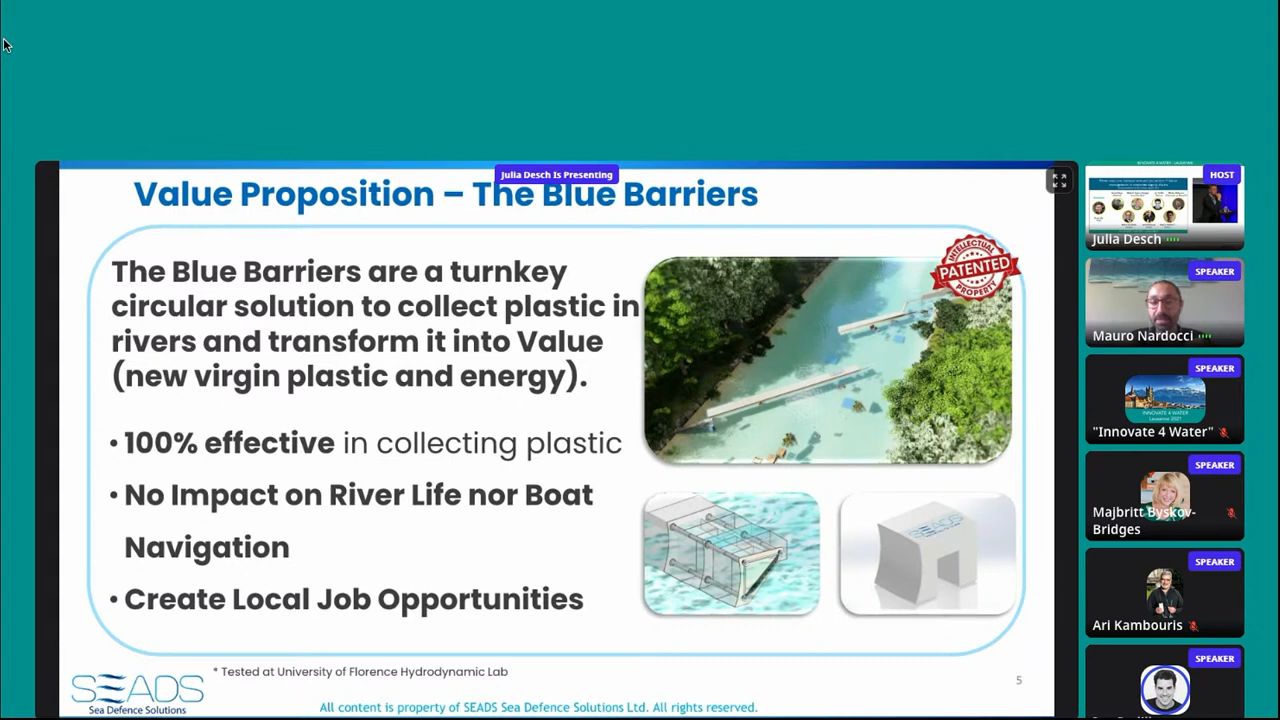 Julia Desch Is Presenting
Value Proposition – The Blue Barriers
The Blue Barriers are a turnkey
circular solution to collect plastic in
rivers and transform it into Value
(new virgin plastic and energy).
• 100% effective in collecting plastic
• No Impact on River Life nor Boat
Navigation
• Create Local Job Opportunities
INTELLECTUAL
PATENTED
PROPERTY
SEADS
* Tested at University of Florence Hydrodynamic Lab
SEADS
Sea Defence Solutions
All content is property of SEADS Sea Defence Solutions Ltd. All rights reserved.
5
HOST
Julia Desch
SPEAKER
Mauro Nardocci
SPEAKER
INNOVATE 4 WATER
Lausanne 2021
"Innovate 4 Water"
SPEAKER
Majbritt Byskov-
Bridges
SPEAKER
Ari Kambouris
SPEAKER